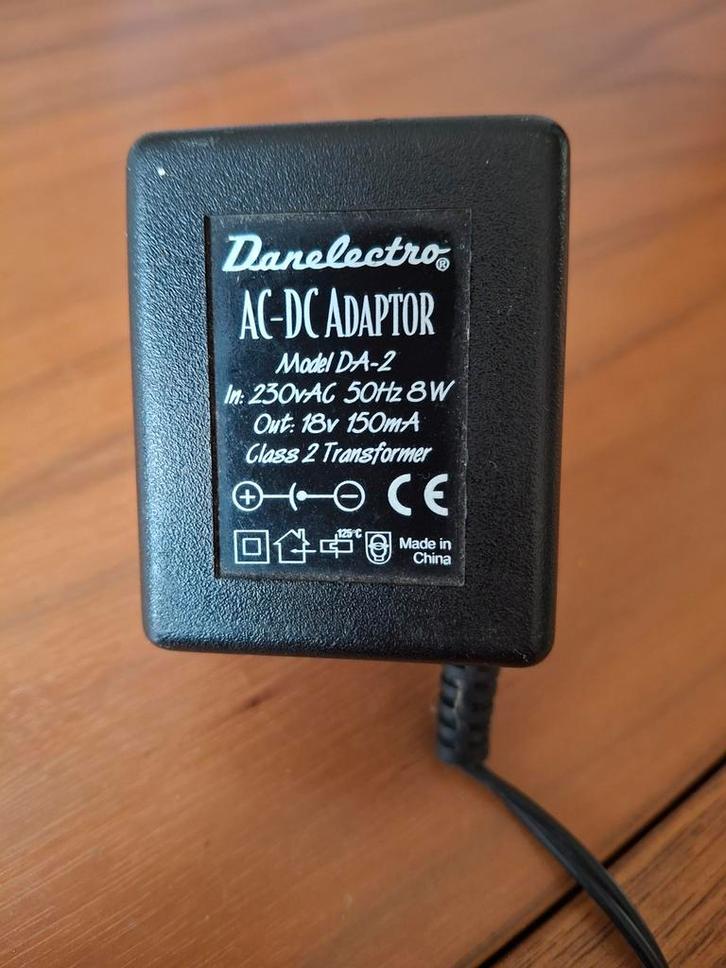 Danelectro®
AC-DC ADAPTOR
Model DA-2
In: 230vAC 50Hz 8W
Out: 18v 150mA
Class 2 Transformer
+ - CE
125°C
Made in
China